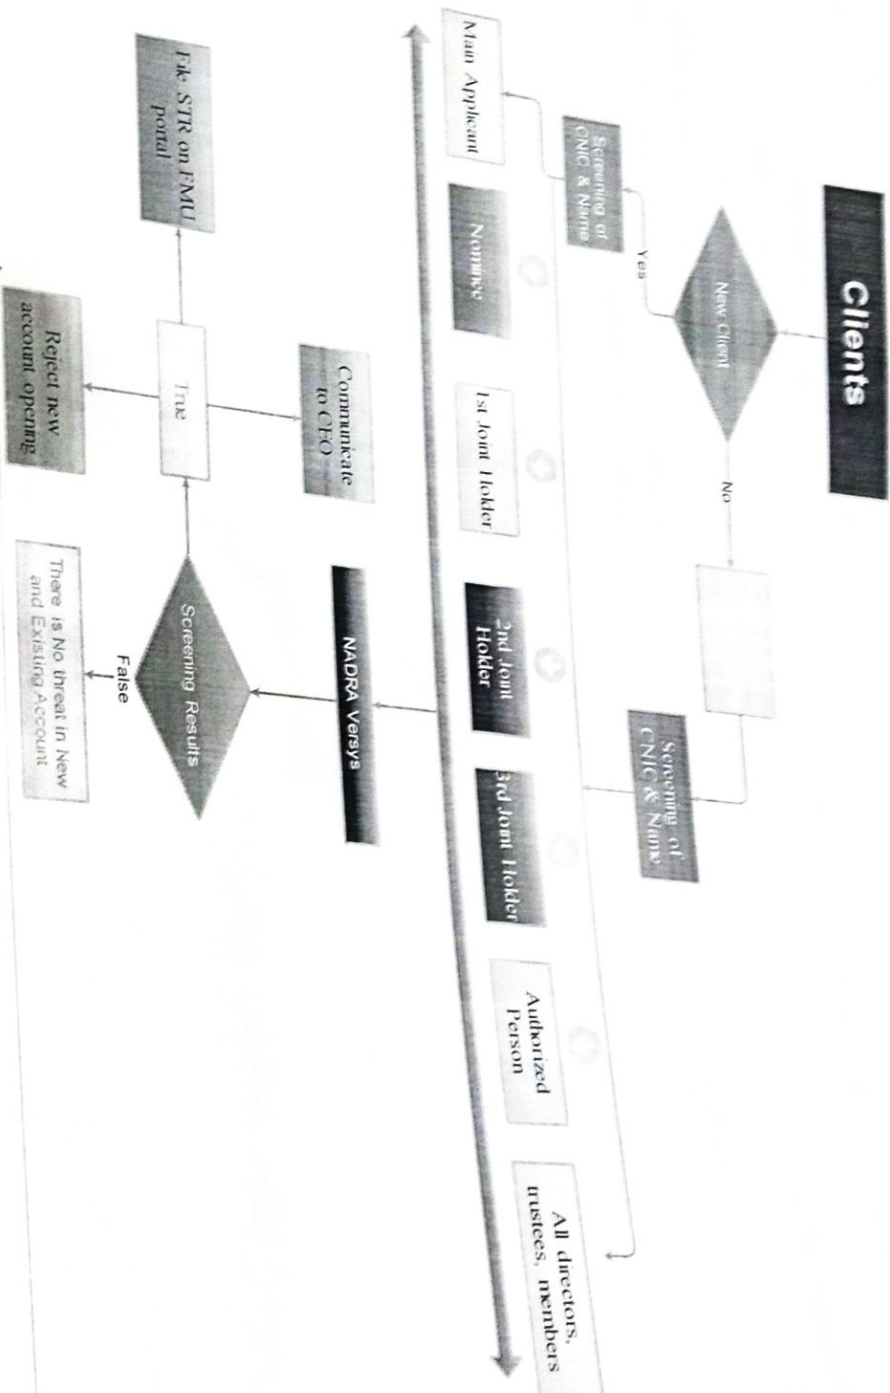 Clients
New Client
Yes
No
Screening of
CNIC & Name
Screening of
CNIC & Name
Main Applicant
Nominee
1st Joint Holder
2nd Joint
Holder
3rd Joint Holder
Authorized
Person
All directors,
trustees, members
NADRA Versys
Screening Results
True
False
Communicate
to CEO
File STR on FMU
portal
Reject new
account opening
There is No threat in New
and Existing Account